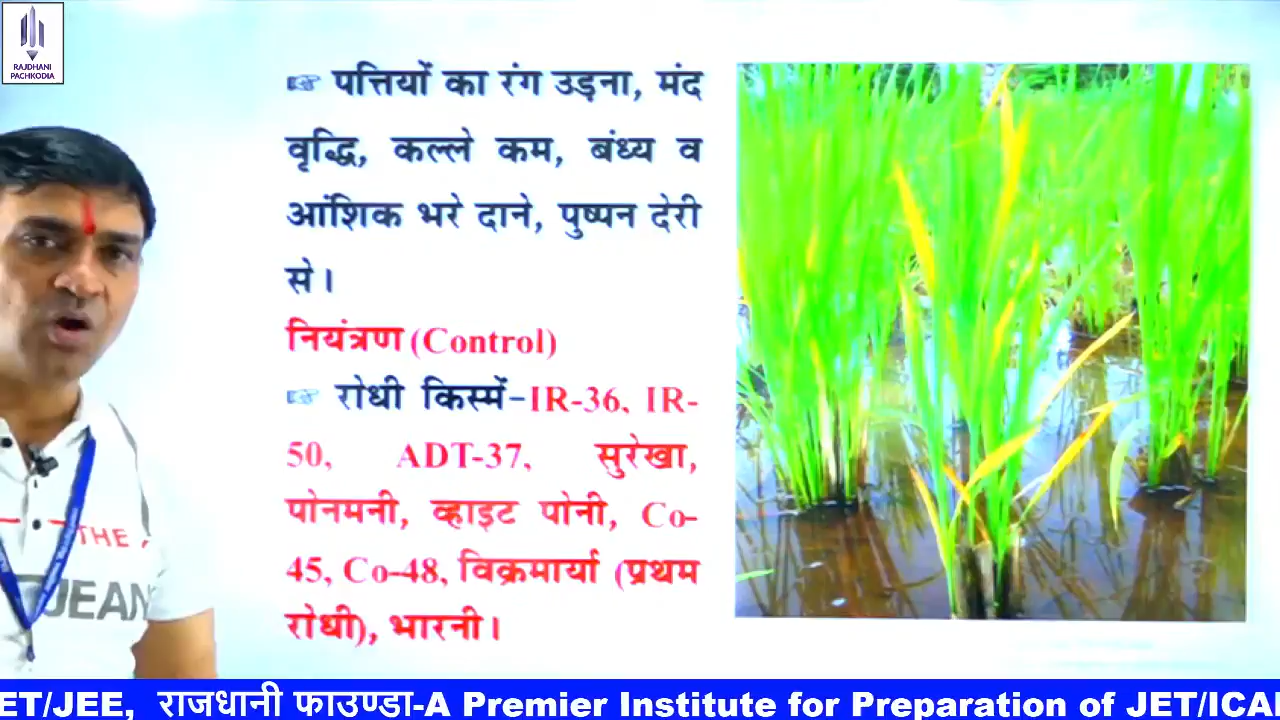 RAJDHANI
PACHKODIA
☞ पत्तियों का रंग उड़ना, मंद
वृद्धि, कल्ले कम, बंध्य व
आंशिक भरे दाने, पुष्पन देरी
से।
नियंत्रण (Control)
☞ रोधी किस्में-IR-36, IR-
50, ADT-37, सुरेखा,
पोनमनी, व्हाइट पोनी, Co-
45, Co-48, विक्रमार्या (प्रथम
रोधी), भारनी।
THE
JEAN
ET/JEE, राजधानी फाउण्डा-A Premier Institute for Preparation of JET/ICA